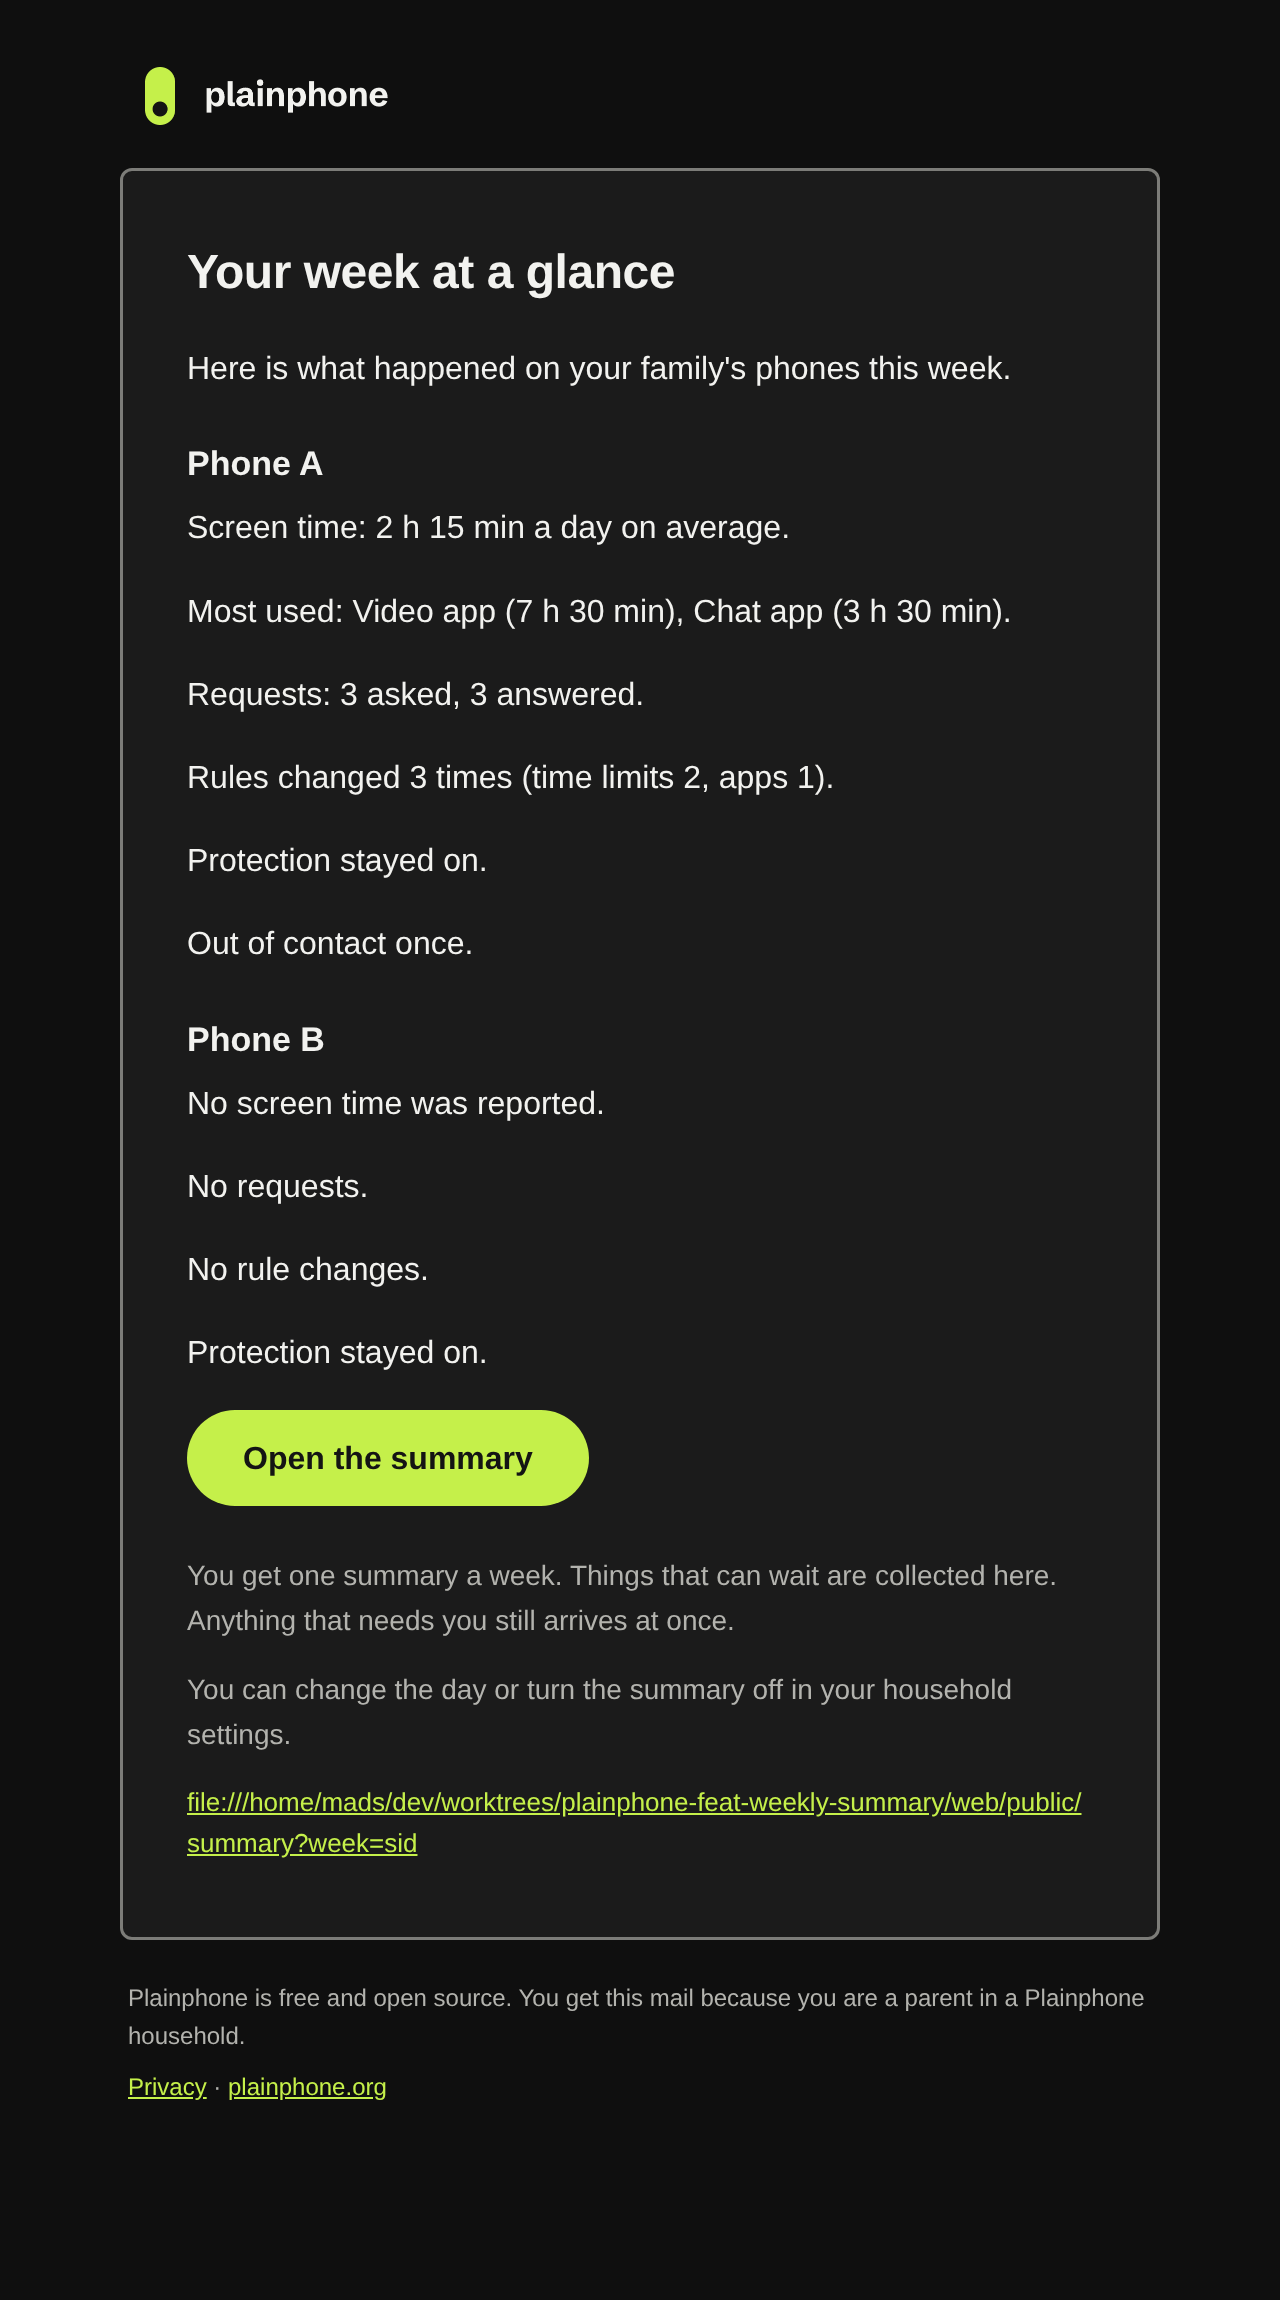 plainphone
Your week at a glance
Here is what happened on your family's phones this week.
Phone A
Screen time: 2 h 15 min a day on average.
Most used: Video app (7 h 30 min), Chat app (3 h 30 min).
Requests: 3 asked, 3 answered.
Rules changed 3 times (time limits 2, apps 1).
Protection stayed on.
Out of contact once.
Phone B
No screen time was reported.
No requests.
No rule changes.
Protection stayed on.
Open the summary
You get one summary a week. Things that can wait are collected here.
Anything that needs you still arrives at once.
You can change the day or turn the summary off in your household
settings.
file:///home/mads/dev/worktrees/plainphone-feat-weekly-summary/web/public/
summary?week=sid
Plainphone is free and open source. You get this mail because you are a parent in a Plainphone
household.
Privacy · plainphone.org